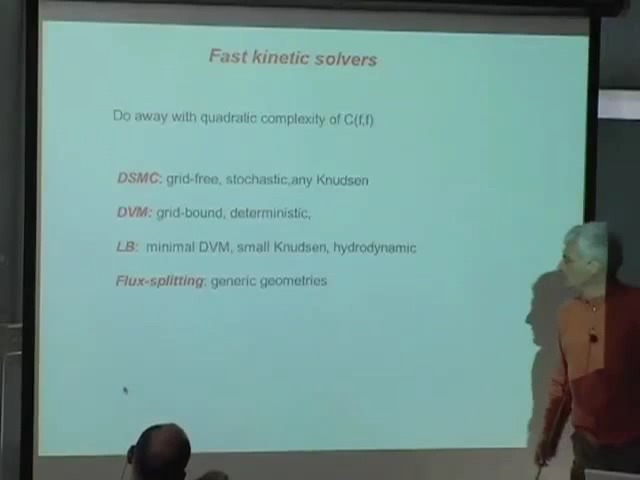 Fast kinetic solvers
Do away with quadratic complexity of C(f,f)
DSMC: grid-free, stochastic,any Knudsen
DVM: grid-bound, deterministic,
LB: minimal DVM, small Knudsen, hydrodynamic
Flux-splitting: generic geometries